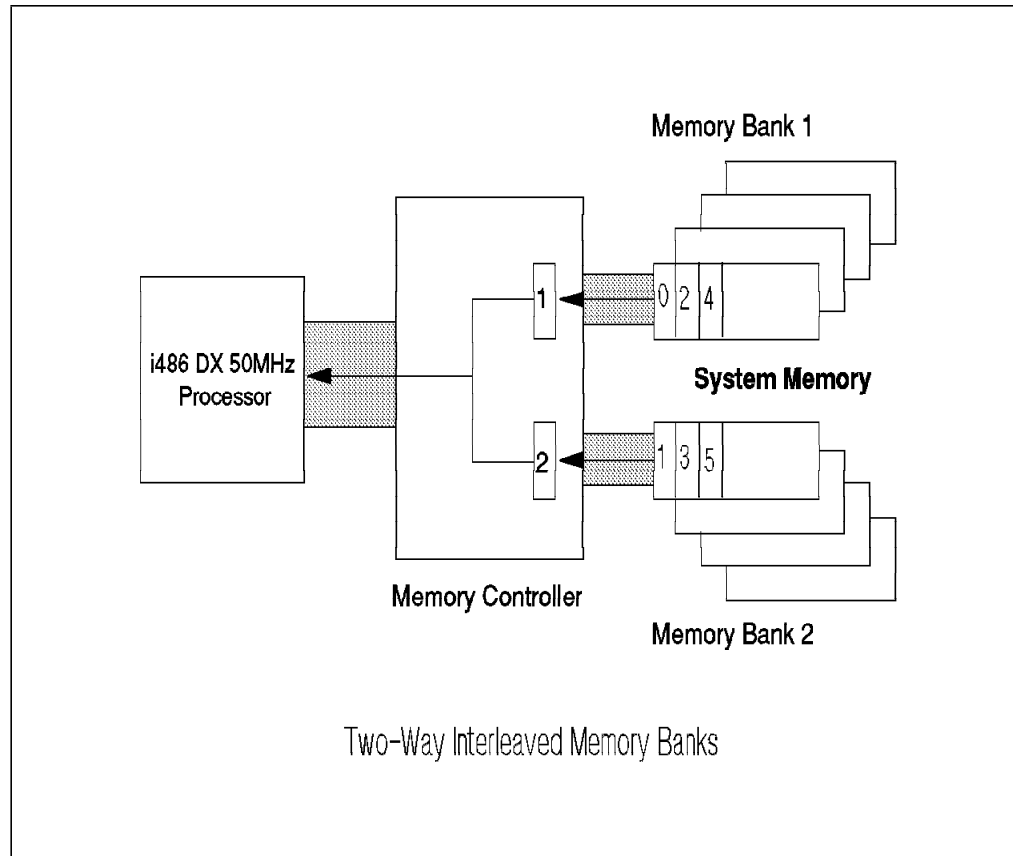 Memory Bank 1
1
0 2 4
i486 DX 50MHz
Processor
System Memory
2
1 3 5
Memory Controller
Memory Bank 2
Two-Way Interleaved Memory Banks